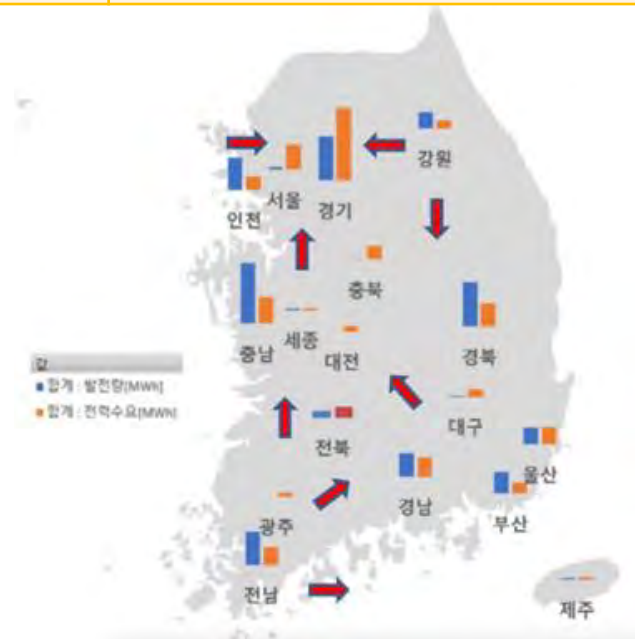 강원
서울
경기
인천
충북
세종
충남
대전
경북
값
합계 : 발전량[MWh]
합계 : 전력수요[MWh]
대구
전북
울산
경남
부산
광주
전남
제주